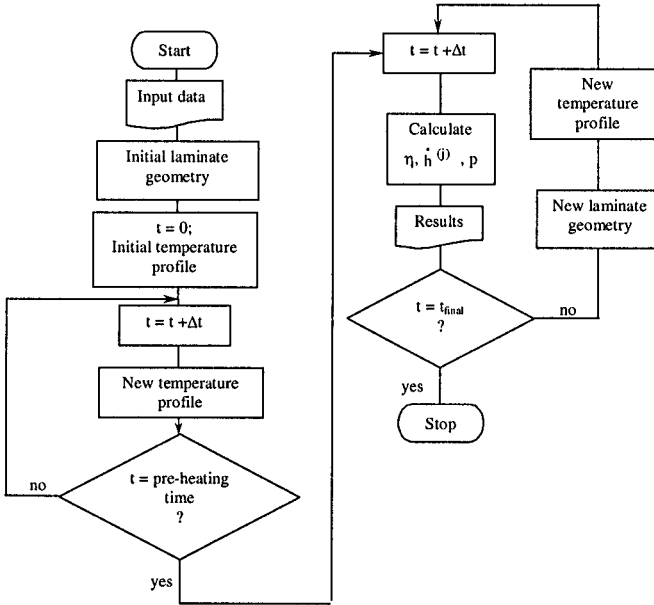 Start
Input data
Initial laminate
geometry
t = 0;
Initial temperature
profile
t = t +Δt
New temperature
profile
t = pre-heating
time
?
no
yes
t = t +Δt
Calculate
η, ḣ (j) , p
Results
t = tfinal
?
no
yes
Stop
New laminate
geometry
New
temperature
profile